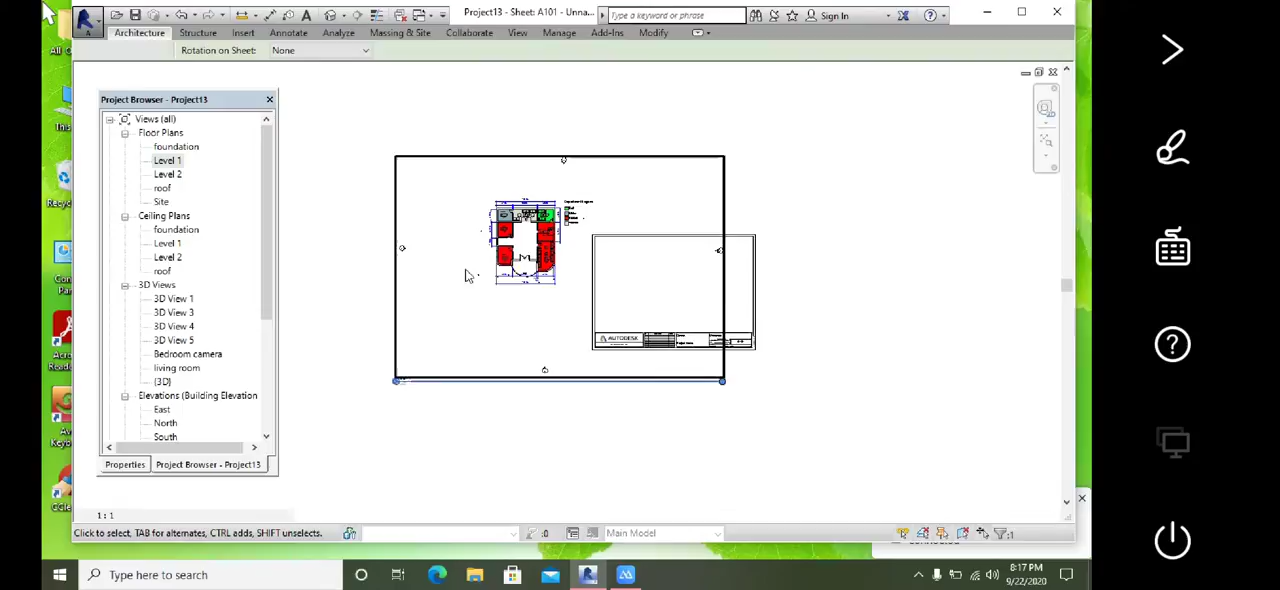 Project13 - Sheet: A101 - Unna...
Type a keyword or phrase
Sign In
Architecture Structure Insert Annotate Analyze Massing & Site Collaborate View Manage Add-Ins Modify
Rotation on Sheet: None
Project Browser - Project13
Views (all)
Floor Plans
foundation
Level 1
Level 2
roof
Site
Ceiling Plans
foundation
Level 1
Level 2
roof
3D Views
3D View 1
3D View 3
3D View 4
3D View 5
Bedroom camera
living room
{3D}
Elevations (Building Elevation
East
North
South
Properties Project Browser - Project13
AUTODESK
1 : 1
Click to select, TAB for alternates, CTRL adds, SHIFT unselects.
:0
Main Model
:1
Type here to search
8:17 PM
9/22/2020